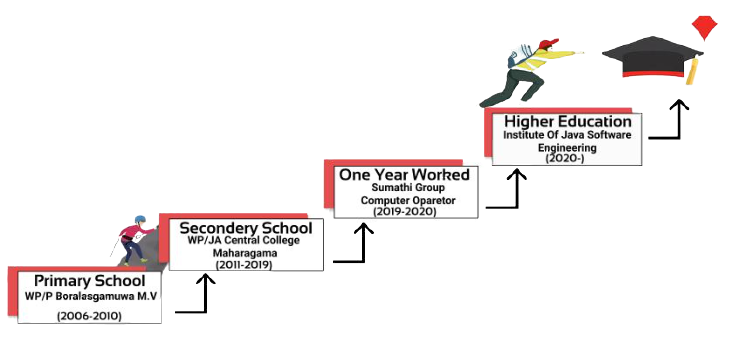 Higher Education
Institute Of Java Software
Engineering
(2020-)
One Year Worked
Sumathi Group
Computer Oparetor
(2019-2020)
Secondery School
WP/JA Central College
Maharagama
(2011-2019)
Primary School
WP/P Boralasgamuwa M.V
(2006-2010)